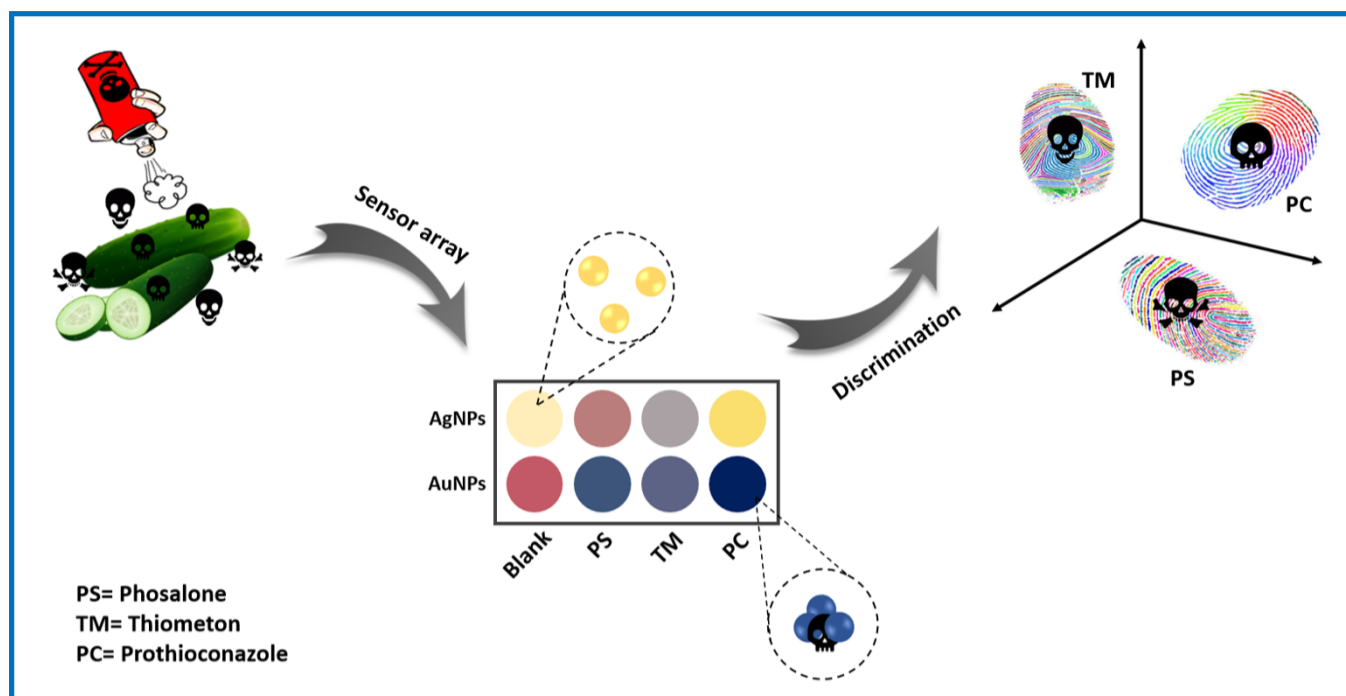 Sensor array
Discrimination
TM
PC
PS
AgNPs
AuNPs
Blank
PS
TM
PC
PS= Phosalone
TM= Thiometon
PC= Prothioconazole